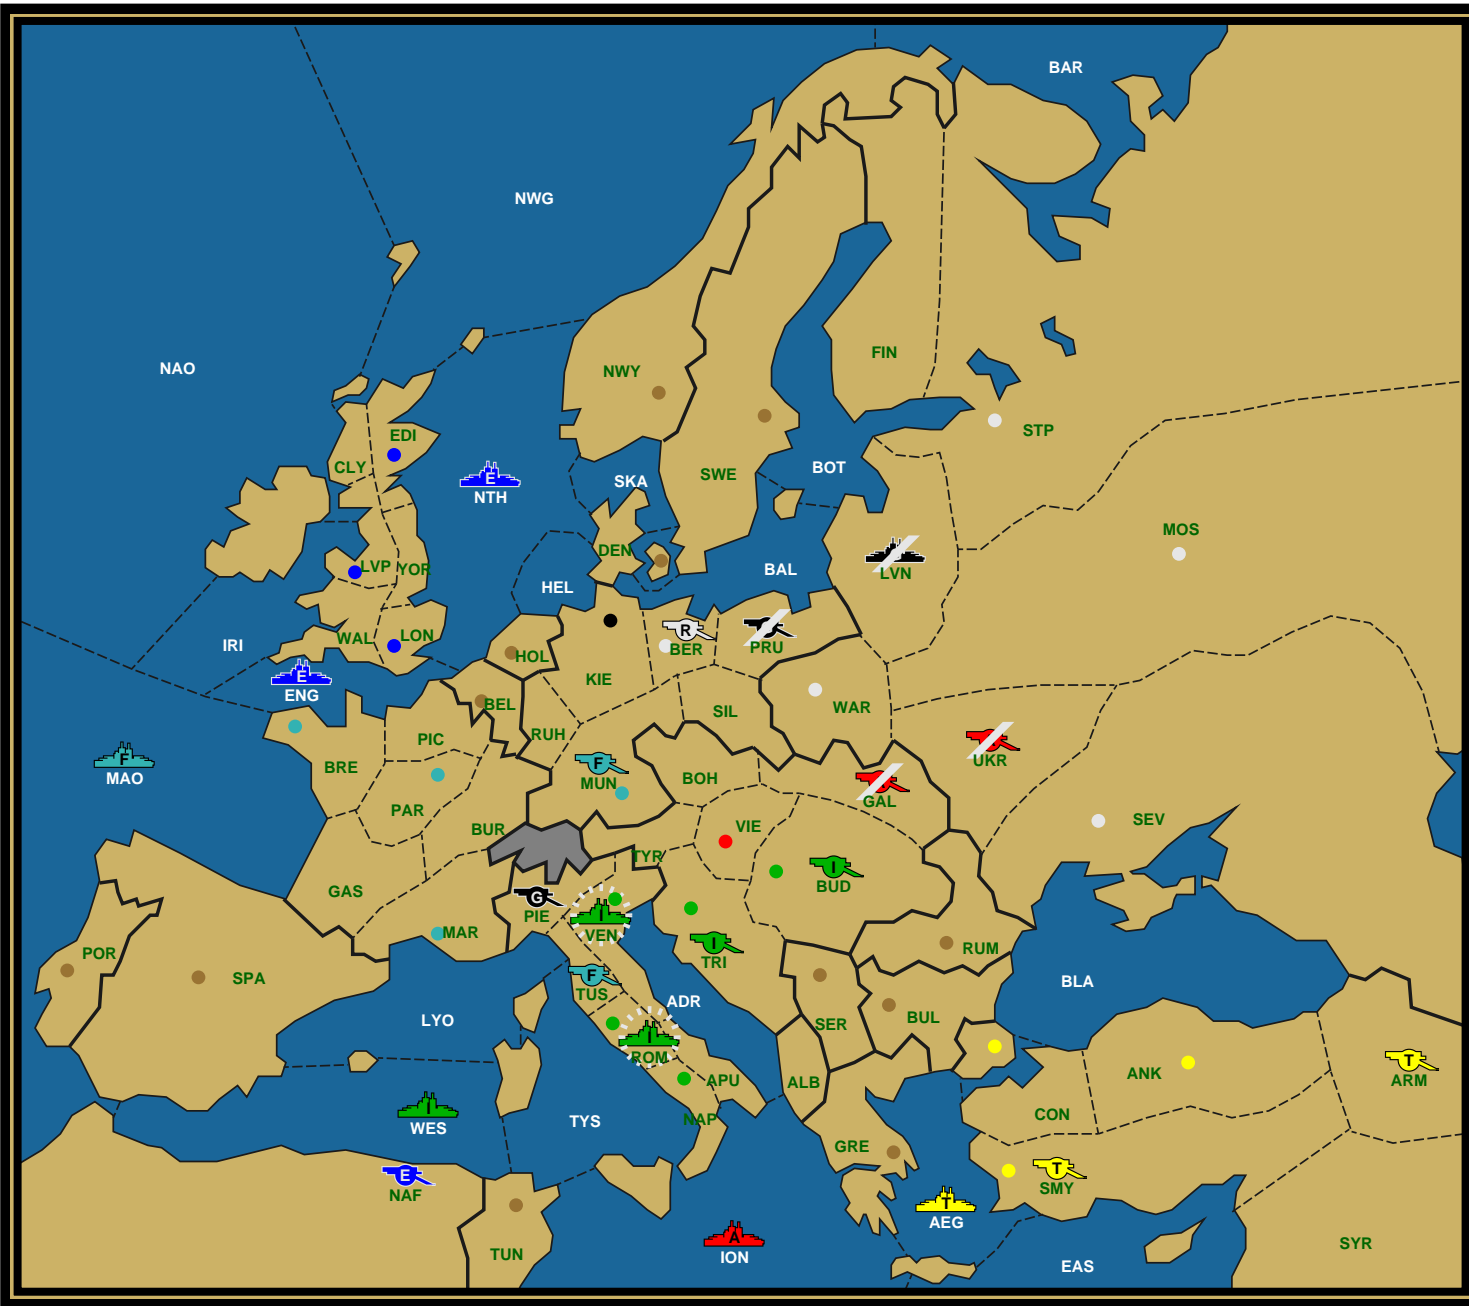 BAR
NWG
NAO
FIN
NWY
STP
EDI
CLY
BOT
SWE
SKA
E
NTH
MOS
DEN
LVP
YOR
BAL
LVN
HEL
IRI
WAL
LON
R
BER
PRU
HOL
E
ENG
KIE
BEL
WAR
SIL
RUH
PIC
UKR
F
MAO
BRE
F
MUN
BOH
GAL
PAR
BUR
VIE
SEV
TYR
I
BUD
GAS
G
PIE
I
VEN
MAR
I
TRI
POR
SPA
RUM
F
TUS
BLA
ADR
LYO
SER
BUL
I
ROM
APU
ALB
ANK
T
ARM
I
WES
TYS
NAP
CON
GRE
E
NAF
T
SMY
T
AEG
A
ION
TUN
SYR
EAS